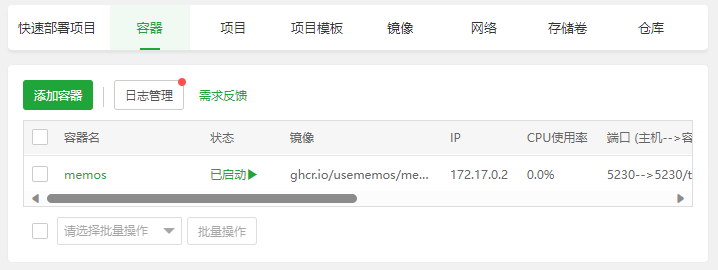 快速部署项目 容器 项目 项目模板 镜像 网络 存储卷 仓库
添加容器 日志管理 需求反馈
容器名 状态 镜像 IP CPU使用率 端口 (主机-->容
memos 已启动 ghcr.io/usememos/me... 172.17.0.2 0.0% 5230-->5230/t
请选择批量操作 批量操作